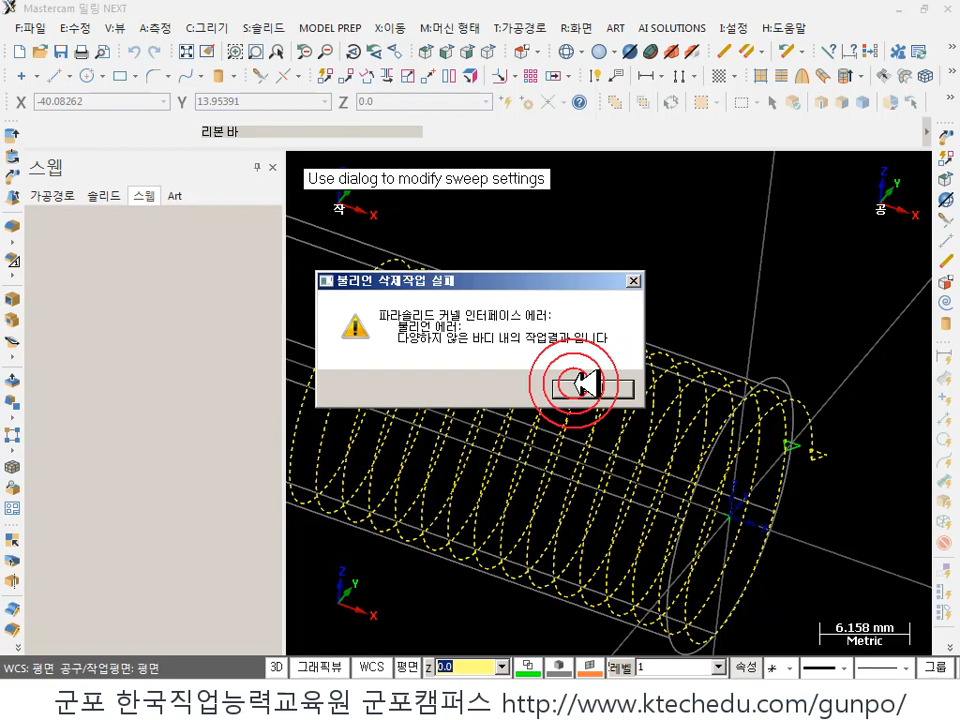 Mastercam 밀링 NEXT
F:파일 E:수정 V:뷰 A:측정 C:그리기 S:솔리드 MODEL PREP X:이동 M:머신 형태 T:가공경로 R:화면 ART AI SOLUTIONS I:설정 H:도움말
X -40.08262 Y 13.95391 Z 0.0
리본 바
스웹
가공경로 솔리드 스웹 Art
Use dialog to modify sweep settings
Z Y X 작
Z Y X 공
불리언 삭제작업 실패
파라솔리드 커널 인터페이스 에러:
불리언 에러:
다양하지 않은 바디 내의 작업결과 입니다
Z Y X
6.158 mm
Metric
WCS: 평면 공구/작업평면: 평면 3D 그래픽뷰 WCS 평면 Z 0.0 레벨 1 속성 그룹
군포 한국직업능력교육원 군포캠퍼스 http://www.ktechedu.com/gunpo/